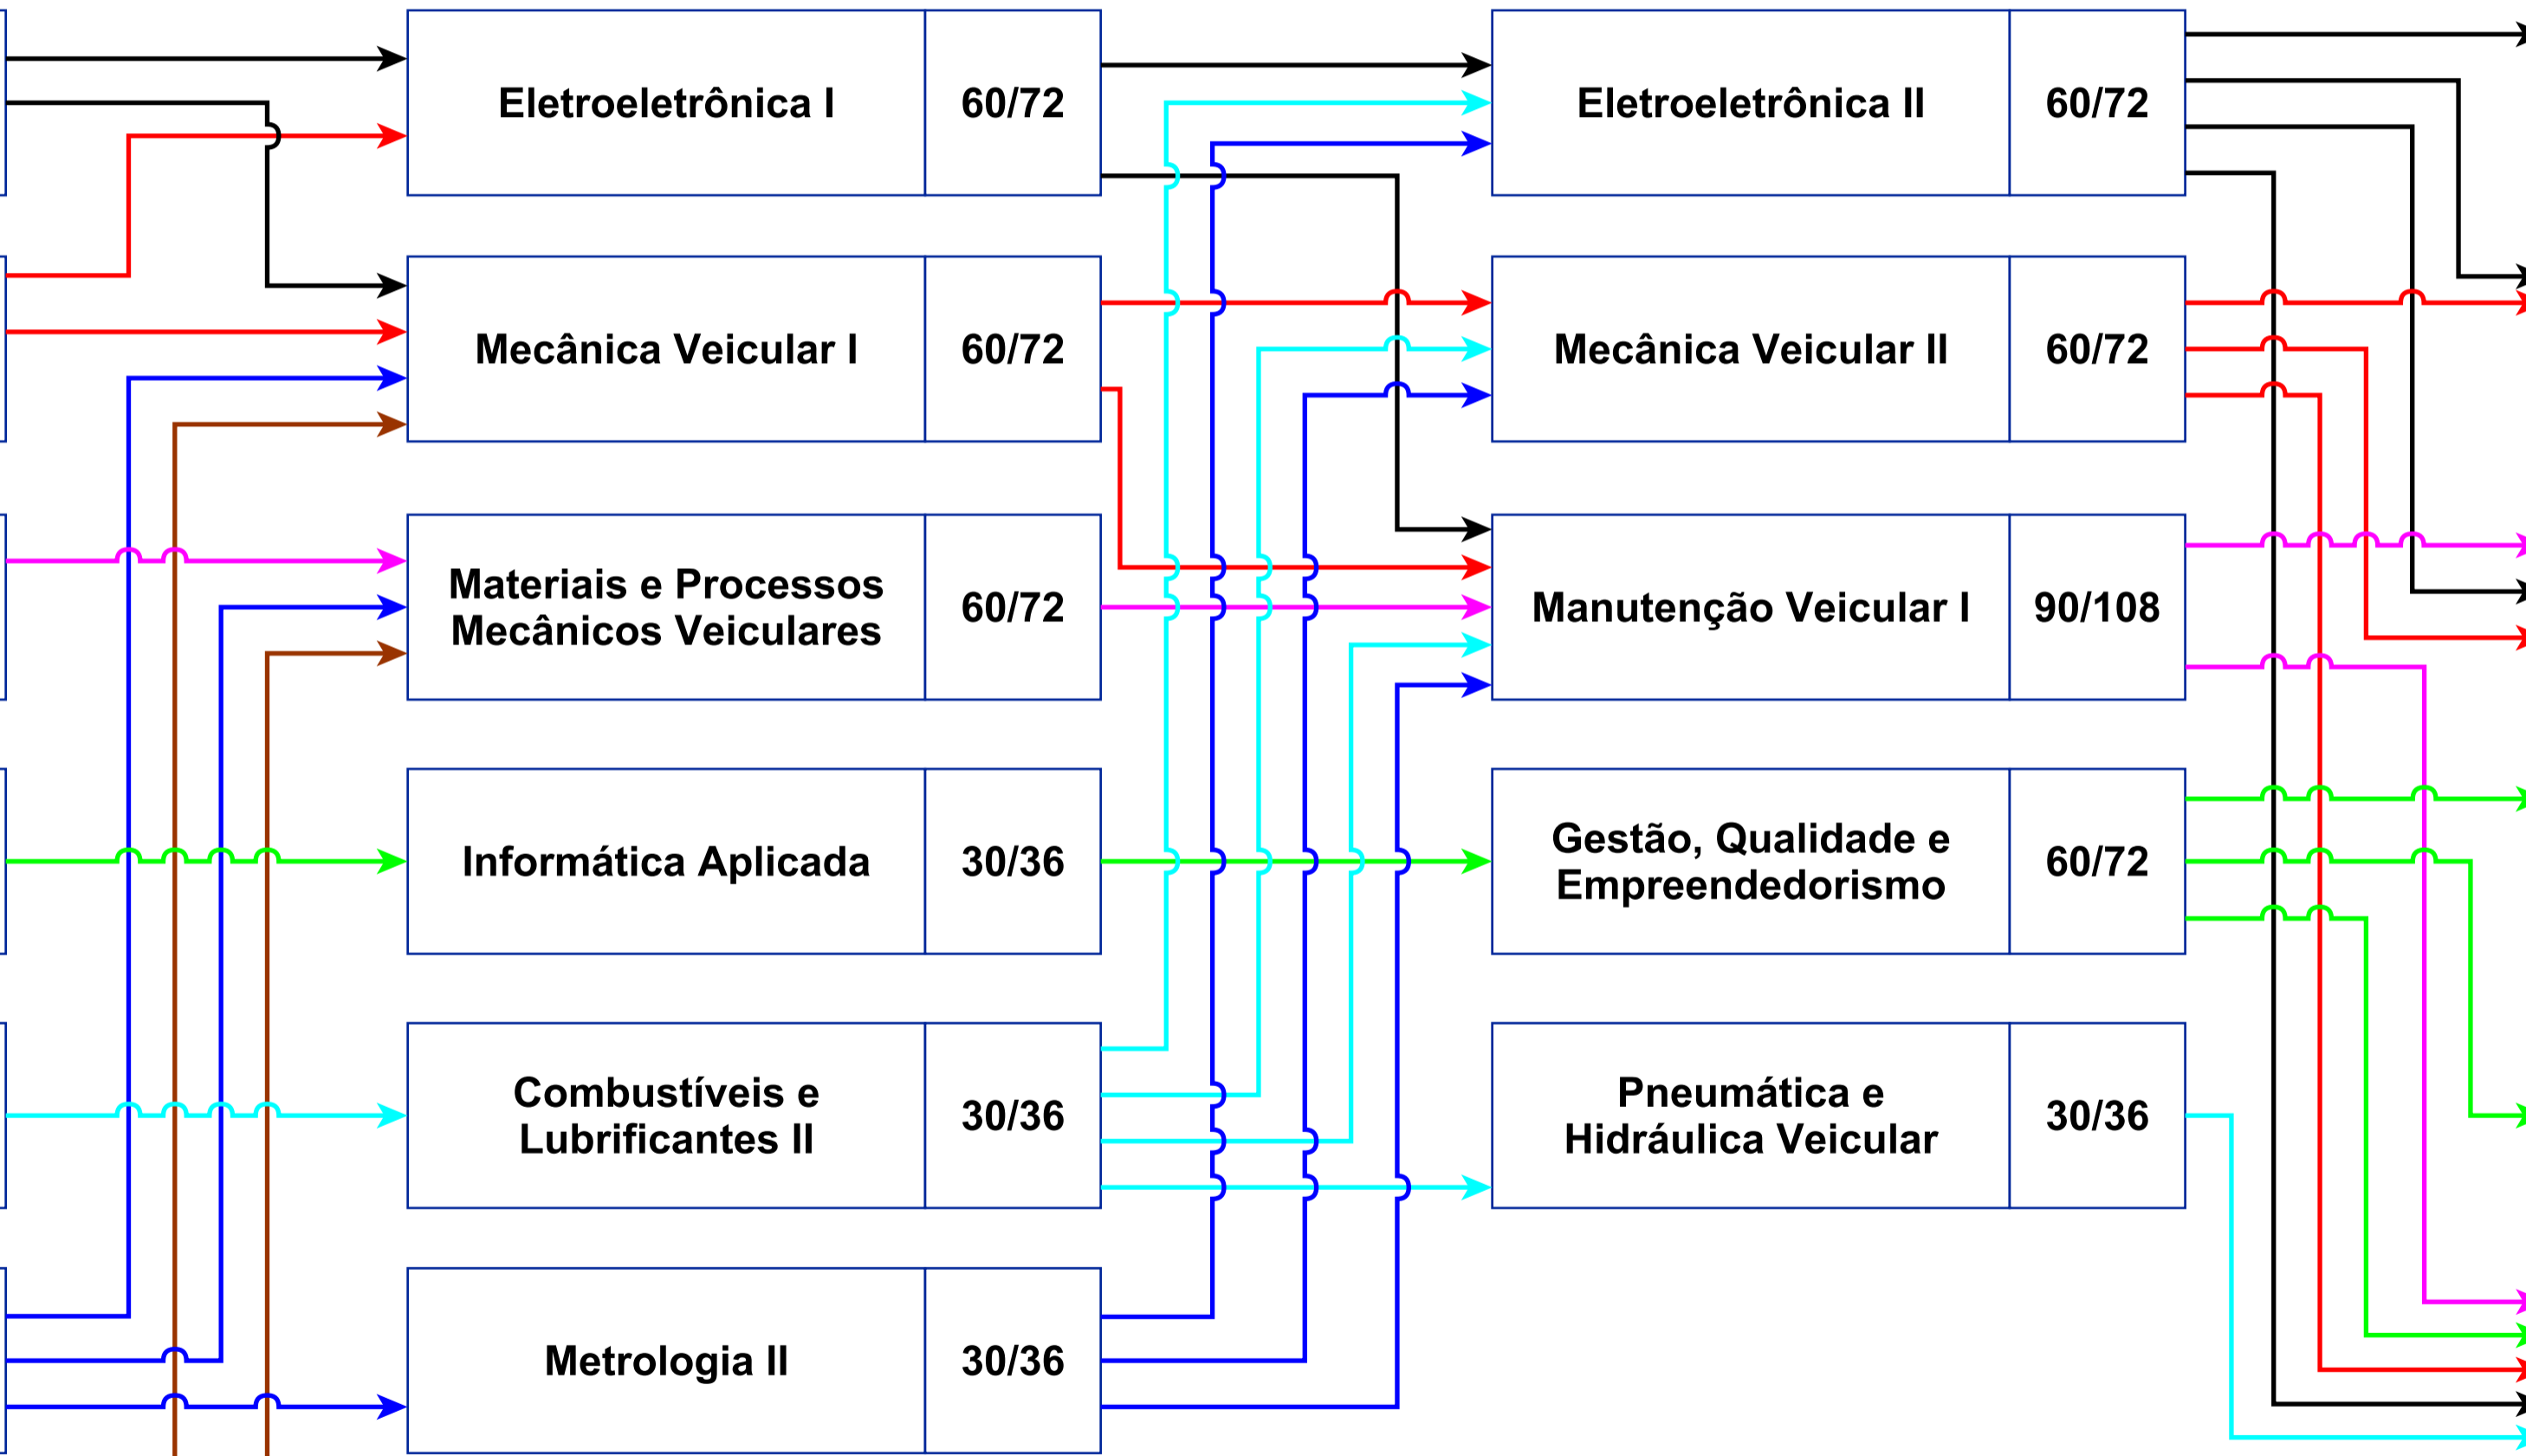 Eletroeletrônica I
60/72
Eletroeletrônica II
60/72
Mecânica Veicular I
60/72
Mecânica Veicular II
60/72
Materiais e Processos
Mecânicos Veiculares
60/72
Manutenção Veicular I
90/108
Informática Aplicada
30/36
Gestão, Qualidade e
Empreendedorismo
60/72
Combustíveis e
Lubrificantes II
30/36
Pneumática e
Hidráulica Veicular
30/36
Metrologia II
30/36